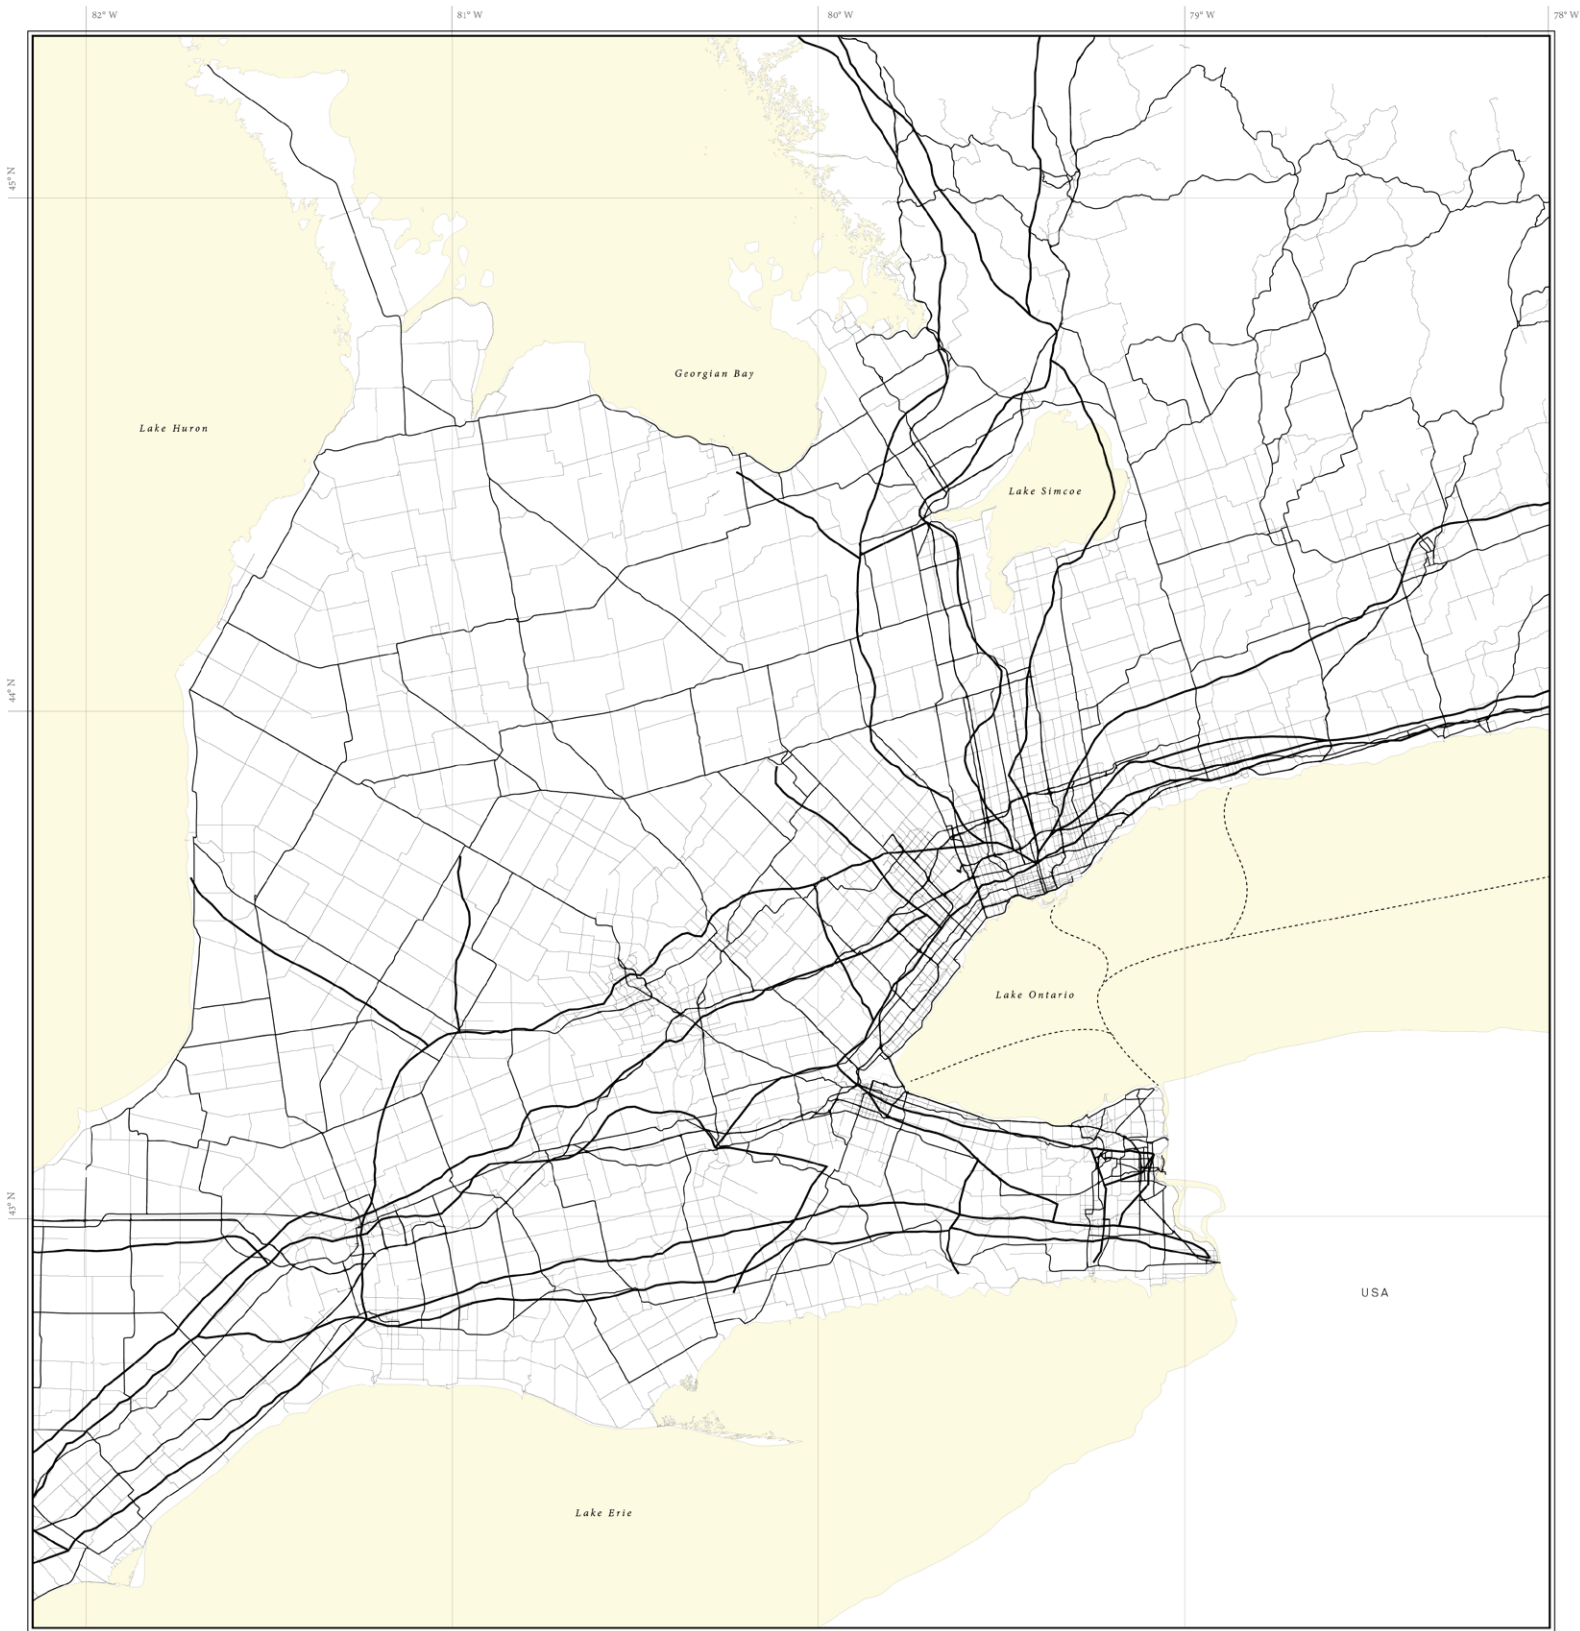 82° W
81° W
80° W
79° W
78° W
45° N
Georgian Bay
Lake Huron
Lake Simcoe
44° N
Lake Ontario
43° N
USA
Lake Erie